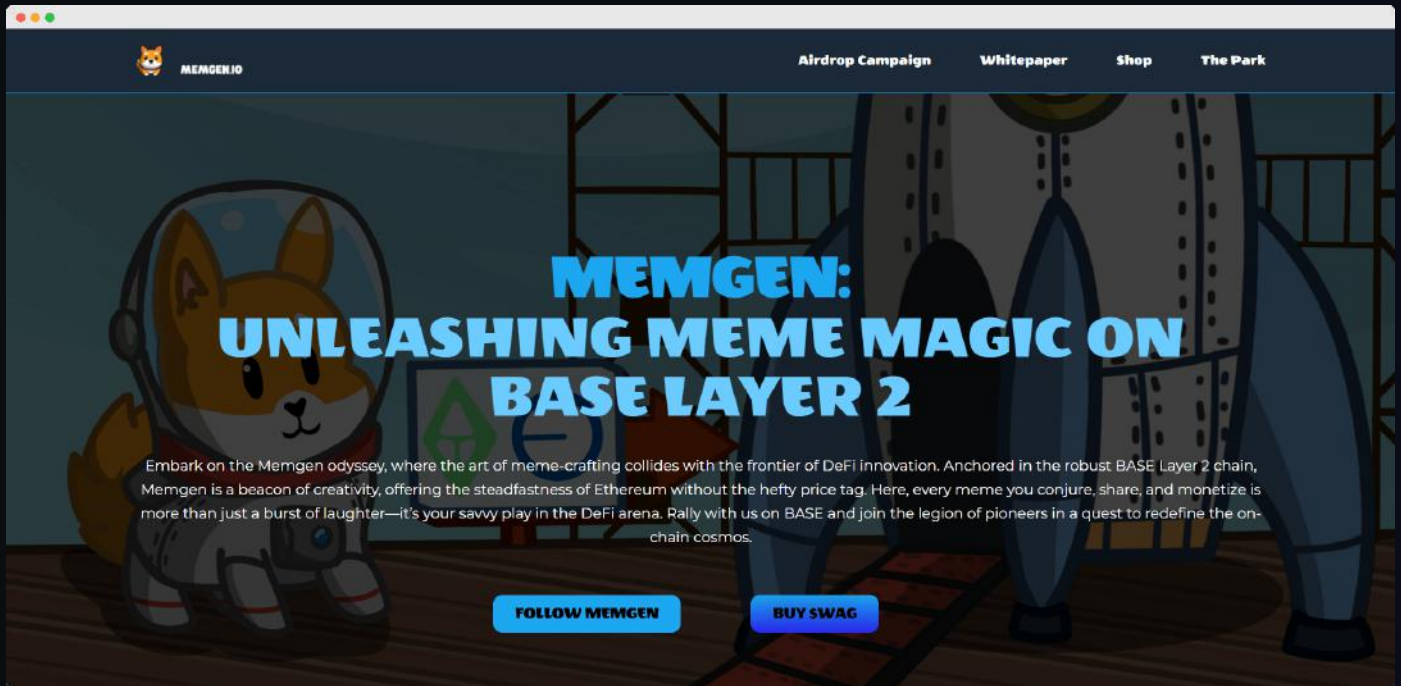 MEMGEN.IO
Airdrop Campaign
Whitepaper
Shop
The Park
MEMGEN:
UNLEASHING MEME MAGIC ON
BASE LAYER 2
Embark on the Memgen odyssey, where the art of meme-crafting collides with the frontier of DeFi innovation. Anchored in the robust BASE Layer 2 chain,
Memgen is a beacon of creativity, offering the steadfastness of Ethereum without the hefty price tag. Here, every meme you conjure, share, and monetize is
more than just a burst of laughter—it's your savvy play in the DeFi arena. Rally with us on BASE and join the legion of pioneers in a quest to redefine the on-
chain cosmos.
FOLLOW MEMGEN
BUY $WAG